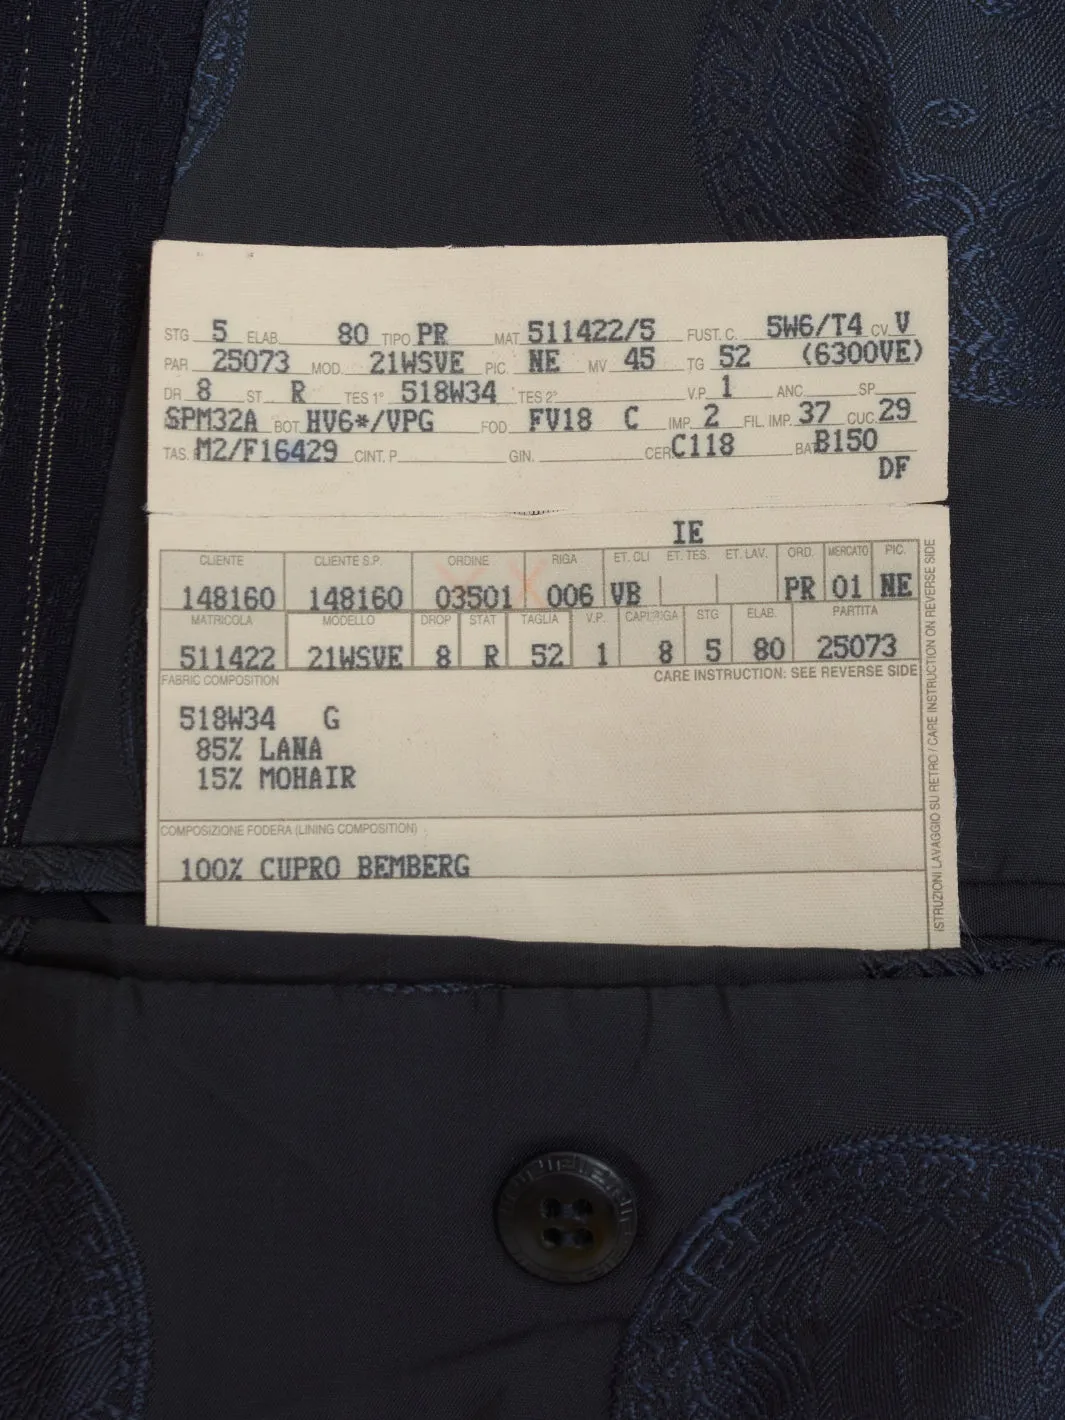 STG 5 ELAB. 80 TIPO PR MAT. 511422/5 FUST. C. 5W6/T4 CV. V
PAR 25073 MOD. 21WSVE PIC. NE MV 45 TG 52 (6300VE)
DR 8 ST R TES 1° 518W34 TES 2° V.P. 1 ANC. SP.
SPM32A BOT. HV6*/VPG FOD. FV18 C IMP. 2 FIL. IMP. 37 CUC. 29
TAS. M2/F16429 CINT. P. GIN. CER. C118 BAT. B150
DF
IE
CLIENTE CLIENTE S.P. ORDINE RIGA ET. CLI ET. TES. ET. LAV. ORD. MERCATO PIC.
148160 148160 03501 006 VB PR 01 NE
MATRICOLA MODELLO DROP STAT TAGLIA V.P. CAPI/RIGA STG ELAB. PARTITA
511422 21WSVE 8 R 52 1 8 5 80 25073
FABRIC COMPOSITION CARE INSTRUCTION: SEE REVERSE SIDE
518W34 G
85% LANA
15% MOHAIR
COMPOSIZIONE FODERA (LINING COMPOSITION)
100% CUPRO BEMBERG
ISTRUZIONI LAVAGGIO SU RETRO / CARE INSTRUCTION ON REVERSE SIDE